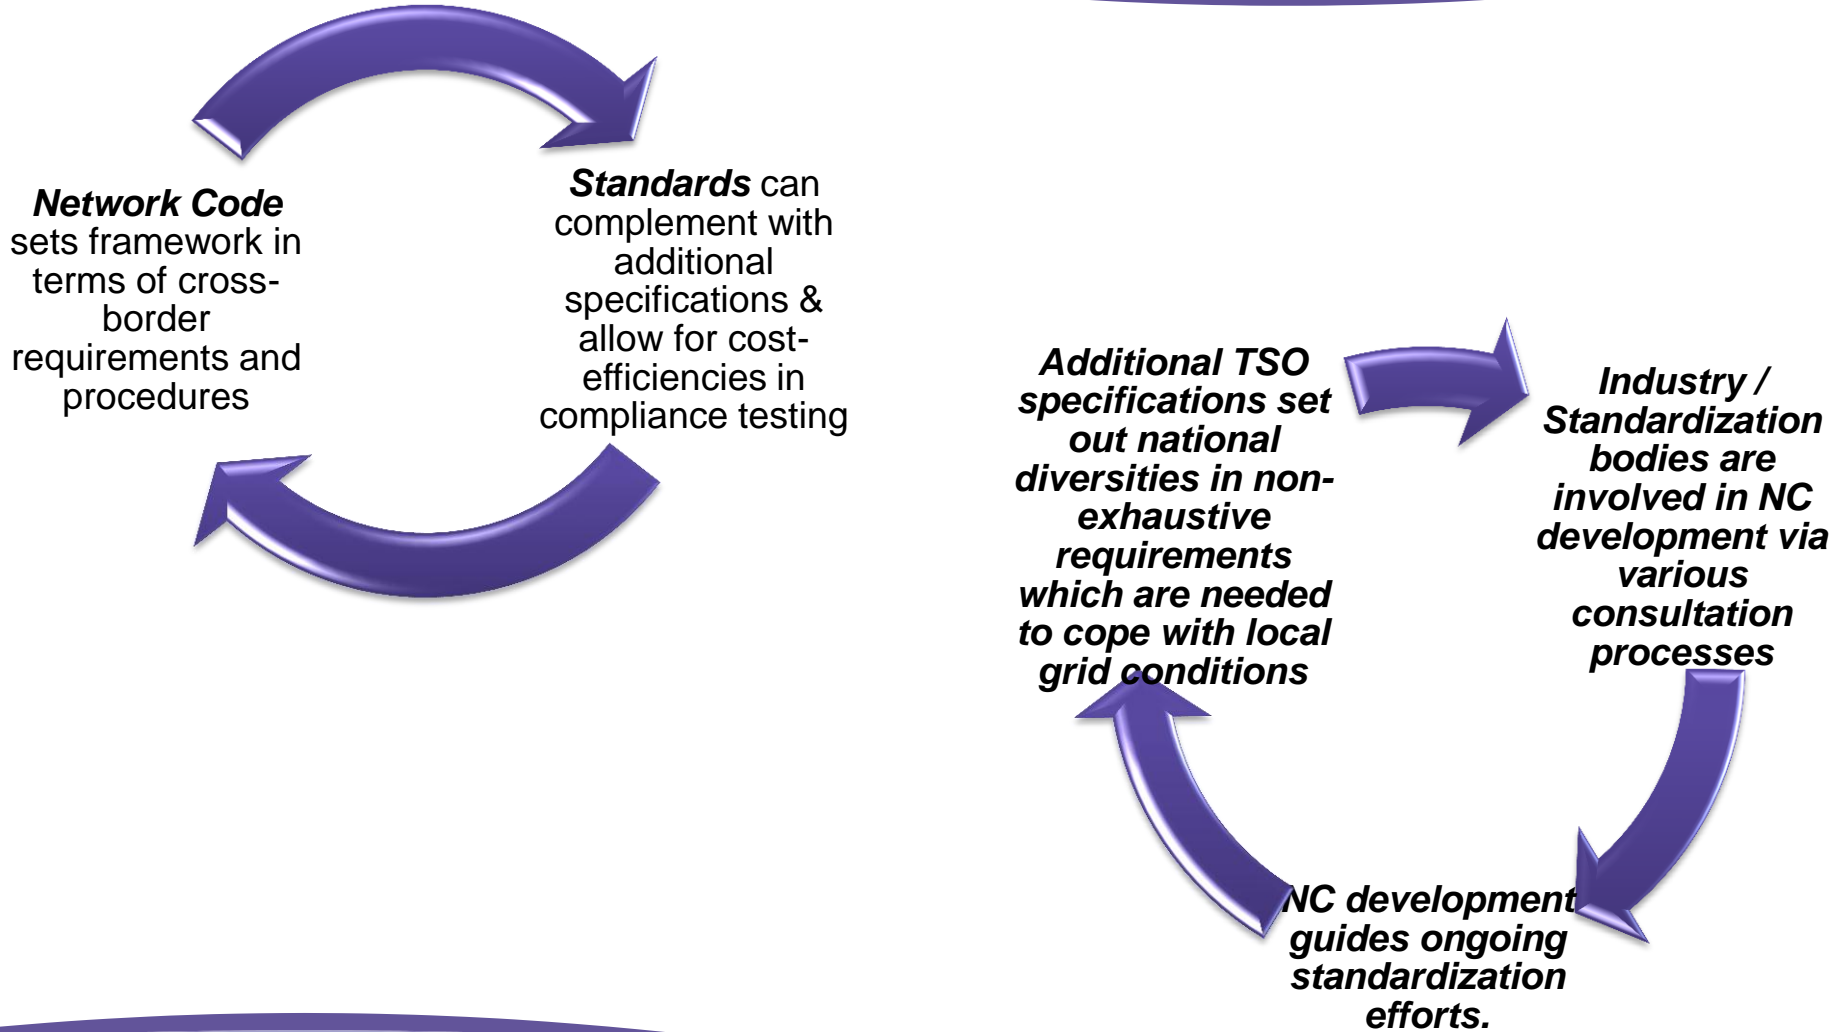 Network Code
sets framework in
terms of cross-
border
requirements and
procedures
Standards can
complement with
additional
specifications &
allow for cost-
efficiencies in
compliance testing
Additional TSO
specifications set
out national
diversities in non-
exhaustive
requirements
which are needed
to cope with local
grid conditions
Industry /
Standardization
bodies are
involved in NC
development via
various
consultation
processes
NC development
guides ongoing
standardization
efforts.